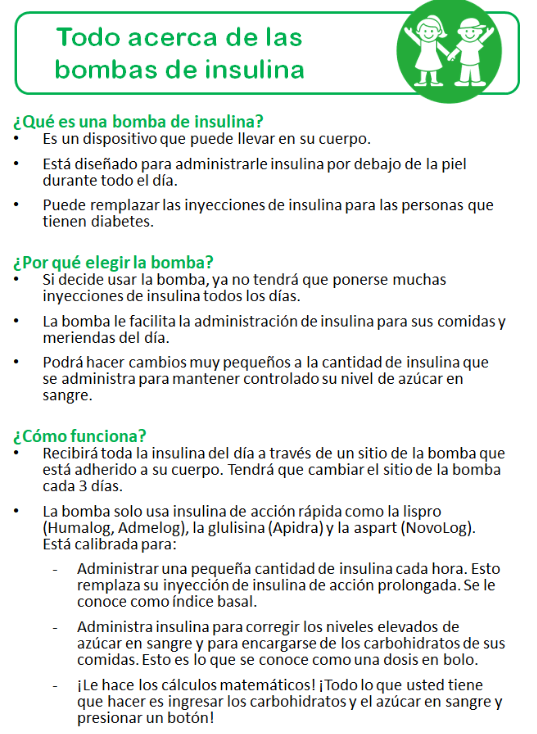 Todo acerca de las
bombas de insulina
¿Qué es una bomba de insulina?
• Es un dispositivo que puede llevar en su cuerpo.
• Está diseñado para administrarle insulina por debajo de la piel
durante todo el día.
• Puede remplazar las inyecciones de insulina para las personas que
tienen diabetes.
¿Por qué elegir la bomba?
• Si decide usar la bomba, ya no tendrá que ponerse muchas
inyecciones de insulina todos los días.
• La bomba le facilita la administración de insulina para sus comidas y
meriendas del día.
• Podrá hacer cambios muy pequeños a la cantidad de insulina que
se administra para mantener controlado su nivel de azúcar en
sangre.
¿Cómo funciona?
• Recibirá toda la insulina del día a través de un sitio de la bomba que
está adherido a su cuerpo. Tendrá que cambiar el sitio de la bomba
cada 3 días.
• La bomba solo usa insulina de acción rápida como la lispro
(Humalog, Admelog), la glulisina (Apidra) y la aspart (NovoLog).
Está calibrada para:
- Administrar una pequeña cantidad de insulina cada hora. Esto
remplaza su inyección de insulina de acción prolongada. Se le
conoce como índice basal.
- Administra insulina para corregir los niveles elevados de
azúcar en sangre y para encargarse de los carbohidratos de sus
comidas. Esto es lo que se conoce como una dosis en bolo.
- ¡Le hace los cálculos matemáticos! ¡Todo lo que usted tiene
que hacer es ingresar los carbohidratos y el azúcar en sangre y
presionar un botón!